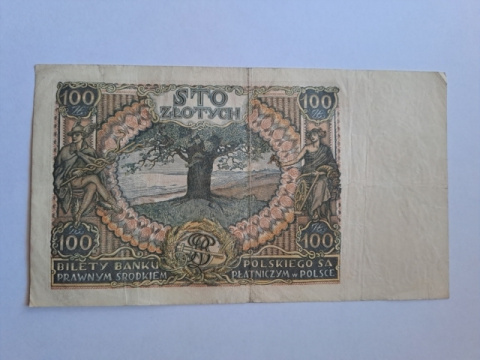 100 STO 100
ZŁOTYCH
100 100
BILETY BANKU POLSKIEGO SĄ
PRAWNYM ŚRODKIEM PŁATNICZYM W POLSCE